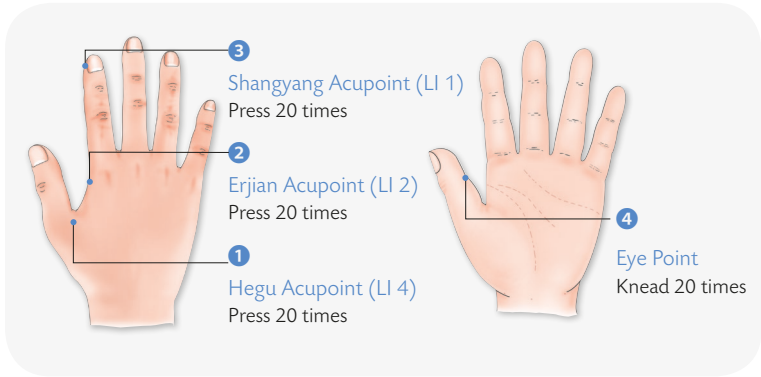 3
Shangyang Acupoint (LI 1)
Press 20 times
2
Erjian Acupoint (LI 2)
Press 20 times
1
Hegu Acupoint (LI 4)
Press 20 times
4
Eye Point
Knead 20 times